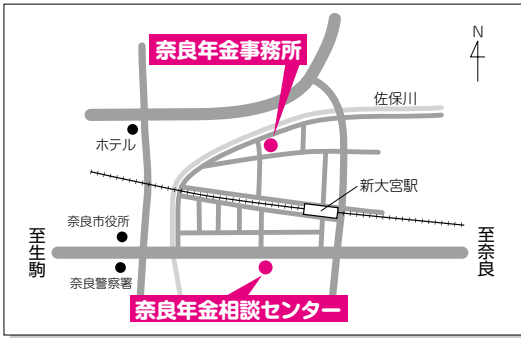 奈良年金事務所
N
佐保川
ホテル
新大宮駅
奈良市役所
至生駒
至奈良
奈良警察署
奈良年金相談センター